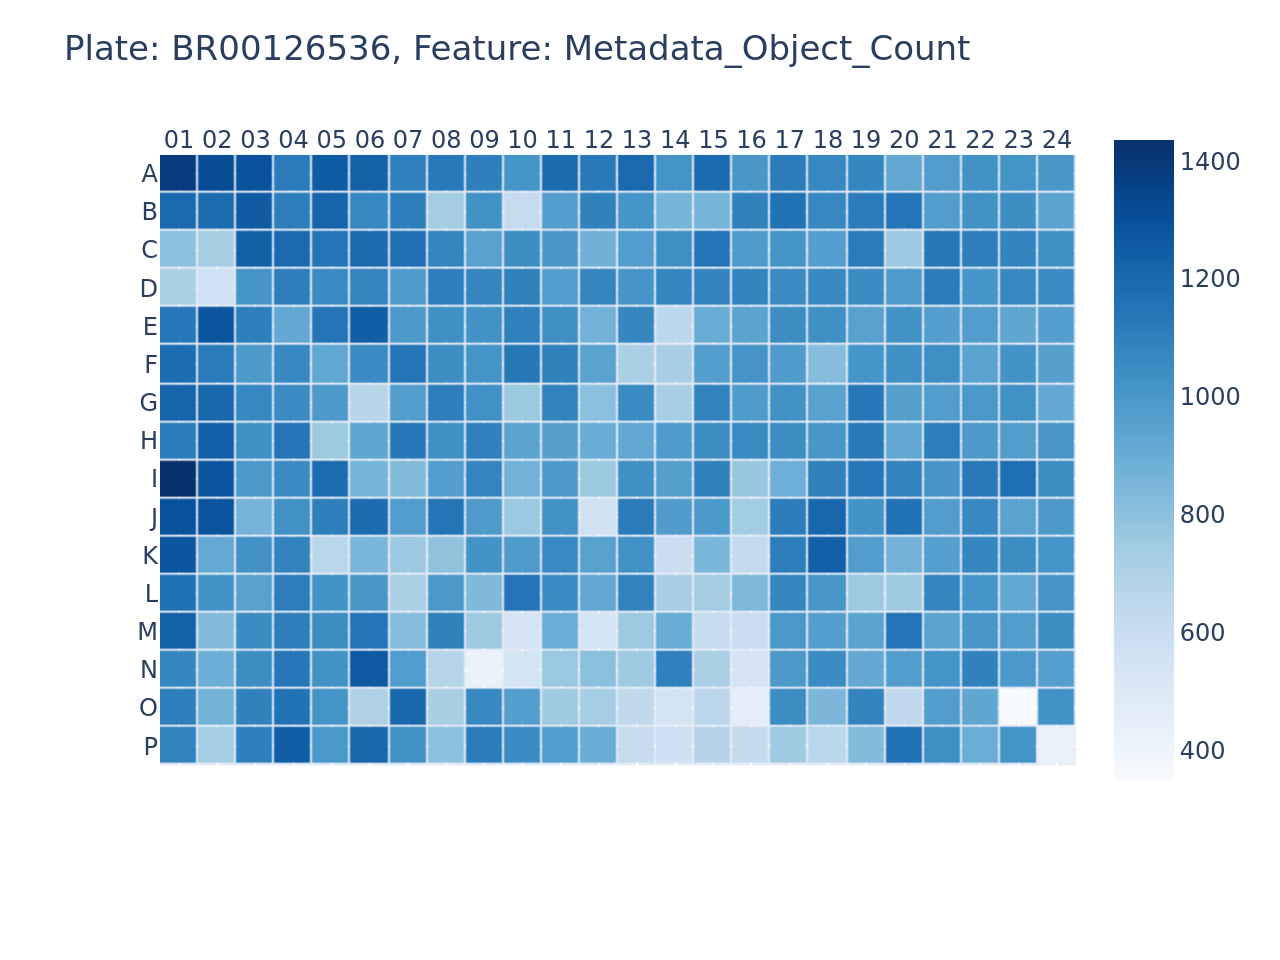 Plate: BR00126536, Feature: Metadata_Object_Count
01 02 03 04 05 06 07 08 09 10 11 12 13 14 15 16 17 18 19 20 21 22 23 24
A
B
C
D
E
F
G
H
I
J
K
L
M
N
O
P
1400
1200
1000
800
600
400